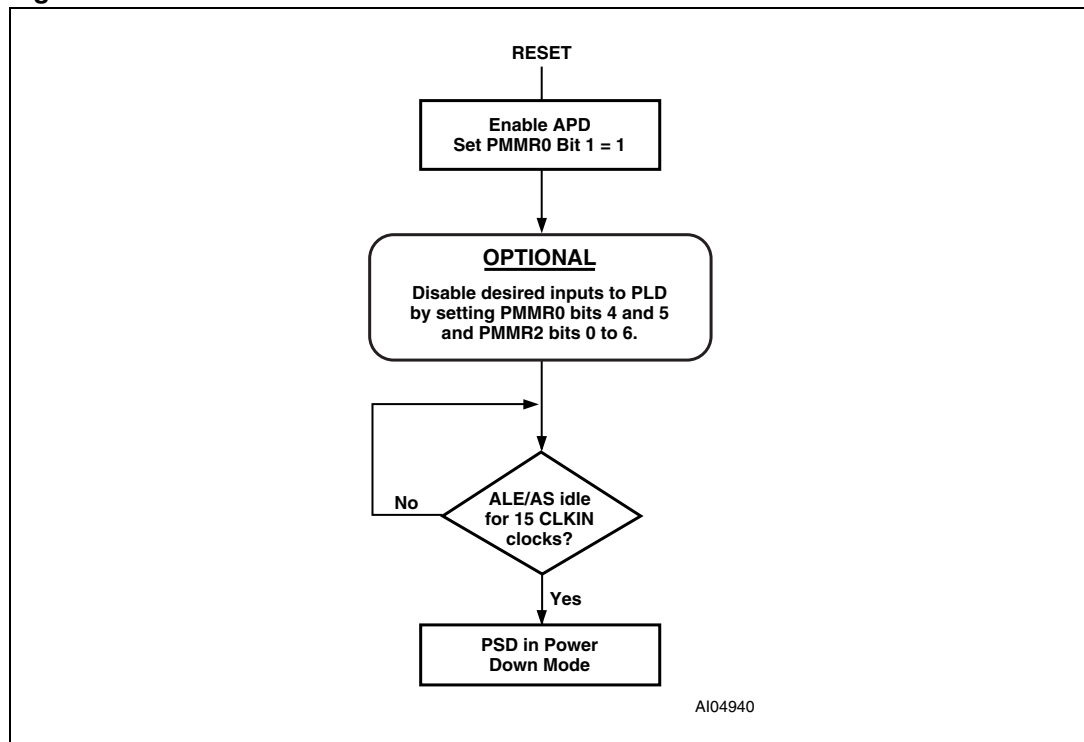 RESET
Enable APD
Set PMMR0 Bit 1 = 1
OPTIONAL
Disable desired inputs to PLD
by setting PMMR0 bits 4 and 5
and PMMR2 bits 0 to 6.
No
ALE/AS idle
for 15 CLKIN
clocks?
Yes
PSD in Power
Down Mode
AI04940